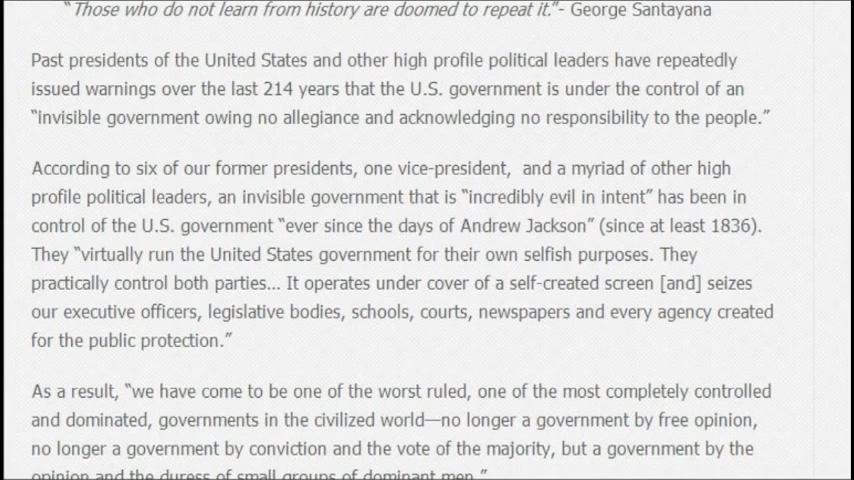 “Those who do not learn from history are doomed to repeat it.”- George Santayana
Past presidents of the United States and other high profile political leaders have repeatedly
issued warnings over the last 214 years that the U.S. government is under the control of an
“invisible government owing no allegiance and acknowledging no responsibility to the people.”
According to six of our former presidents, one vice-president,  and a myriad of other high
profile political leaders, an invisible government that is “incredibly evil in intent” has been in
control of the U.S. government “ever since the days of Andrew Jackson” (since at least 1836).
They “virtually run the United States government for their own selfish purposes. They
practically control both parties… It operates under cover of a self-created screen [and] seizes
our executive officers, legislative bodies, schools, courts, newspapers and every agency created
for the public protection.”
As a result, “we have come to be one of the worst ruled, one of the most completely controlled
and dominated, governments in the civilized world—no longer a government by free opinion,
no longer a government by conviction and the vote of the majority, but a government by the
opinion and the duress of small groups of dominant men.”